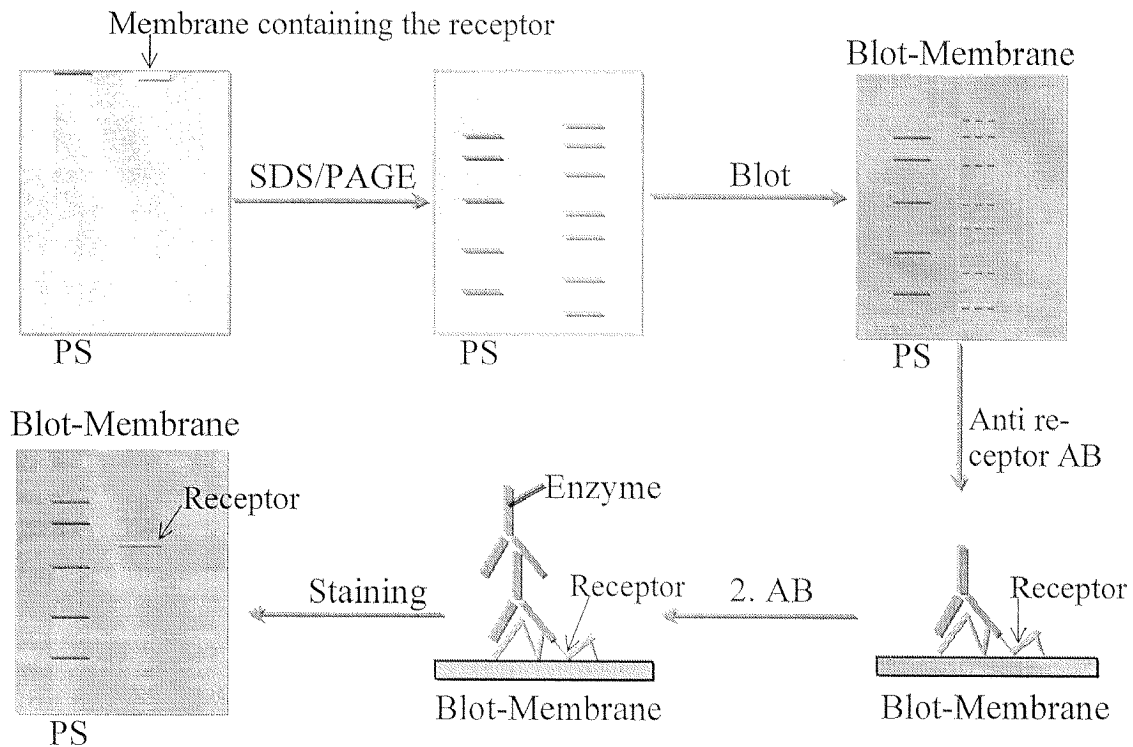 Membrane containing the receptor
Blot-Membrane
SDS/PAGE
Blot
PS
PS
PS
Anti re-
ceptor AB
Blot-Membrane
Receptor
Enzyme
Staining
Receptor
2. AB
Receptor
Blot-Membrane
Blot-Membrane
PS